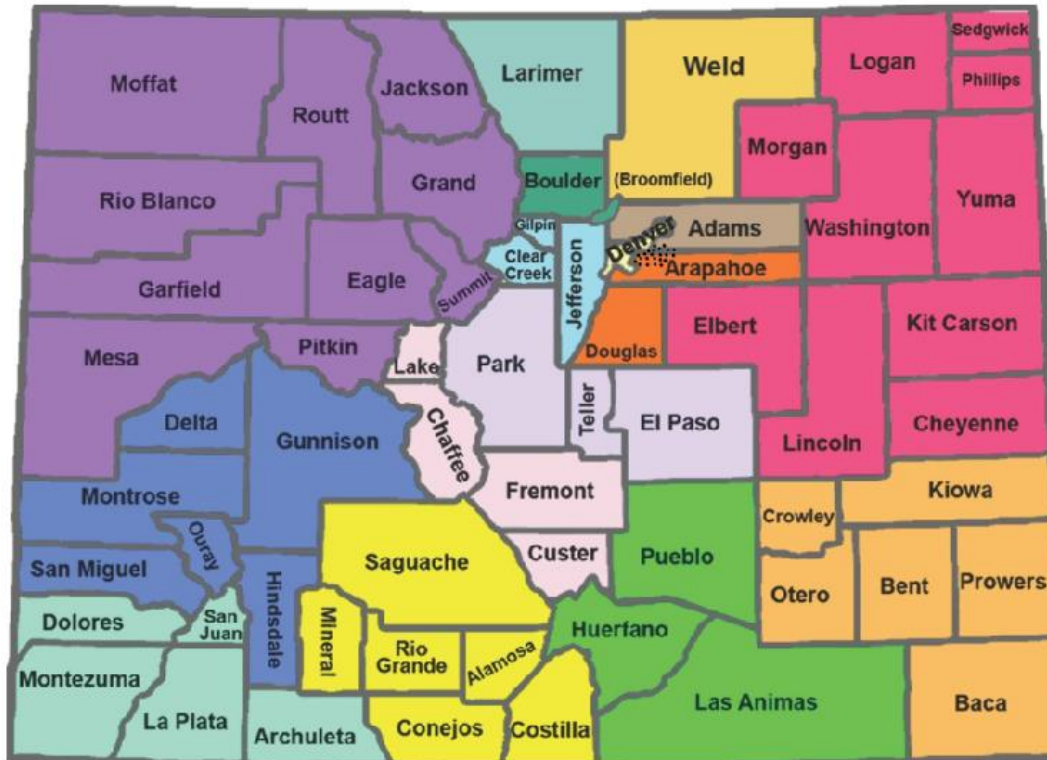 Moffat
Routt
Jackson
Larimer
Weld
Logan
Sedgwick
Phillips
Rio Blanco
Grand
Boulder
(Broomfield)
Morgan
Washington
Yuma
Garfield
Eagle
Summit
Gilpin
Clear
Creek
Jefferson
Denver
Adams
Arapahoe
Mesa
Pitkin
Lake
Park
Douglas
Elbert
Kit Carson
Delta
Gunnison
Chaffee
Teller
El Paso
Lincoln
Cheyenne
Montrose
Ouray
Fremont
Crowley
Kiowa
San Miguel
Hindsdale
Saguache
Custer
Pueblo
Otero
Bent
Prowers
Dolores
San
Juan
Mineral
Rio
Grande
Alamosa
Huerfano
Montezuma
La Plata
Archuleta
Conejos
Costilla
Las Animas
Baca